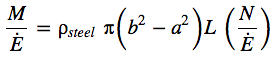 M/Ė = ρ_steel π(b² − a²)L (N/Ė)